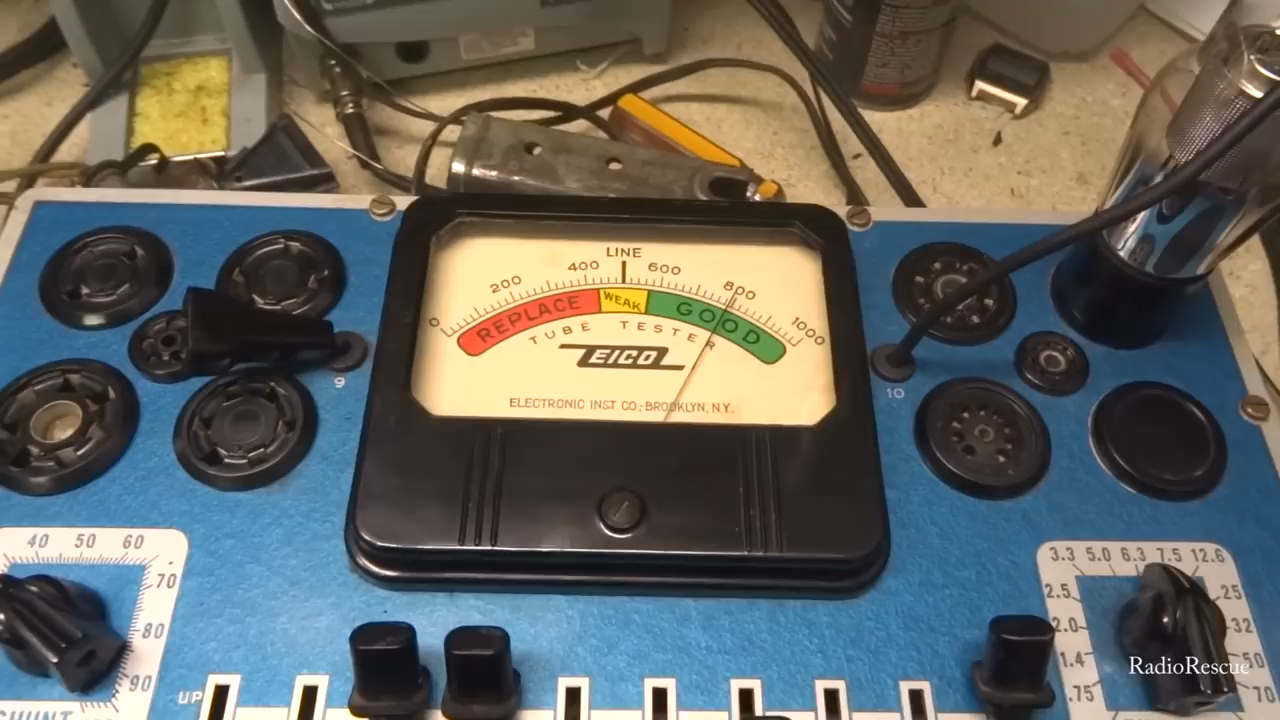 LINE
0 200 400 600 800 1000
REPLACE WEAK GOOD
TUBE TESTER
EICO
ELECTRONIC INST. CO.- BROOKLYN, N.Y.
9
10
40 50 60
70
80
90
SHUNT
UP
3.3 5.0 6.3 7.5 12.6
2.5 25
2.0 32
1.4 50
.75 70
RadioRescue